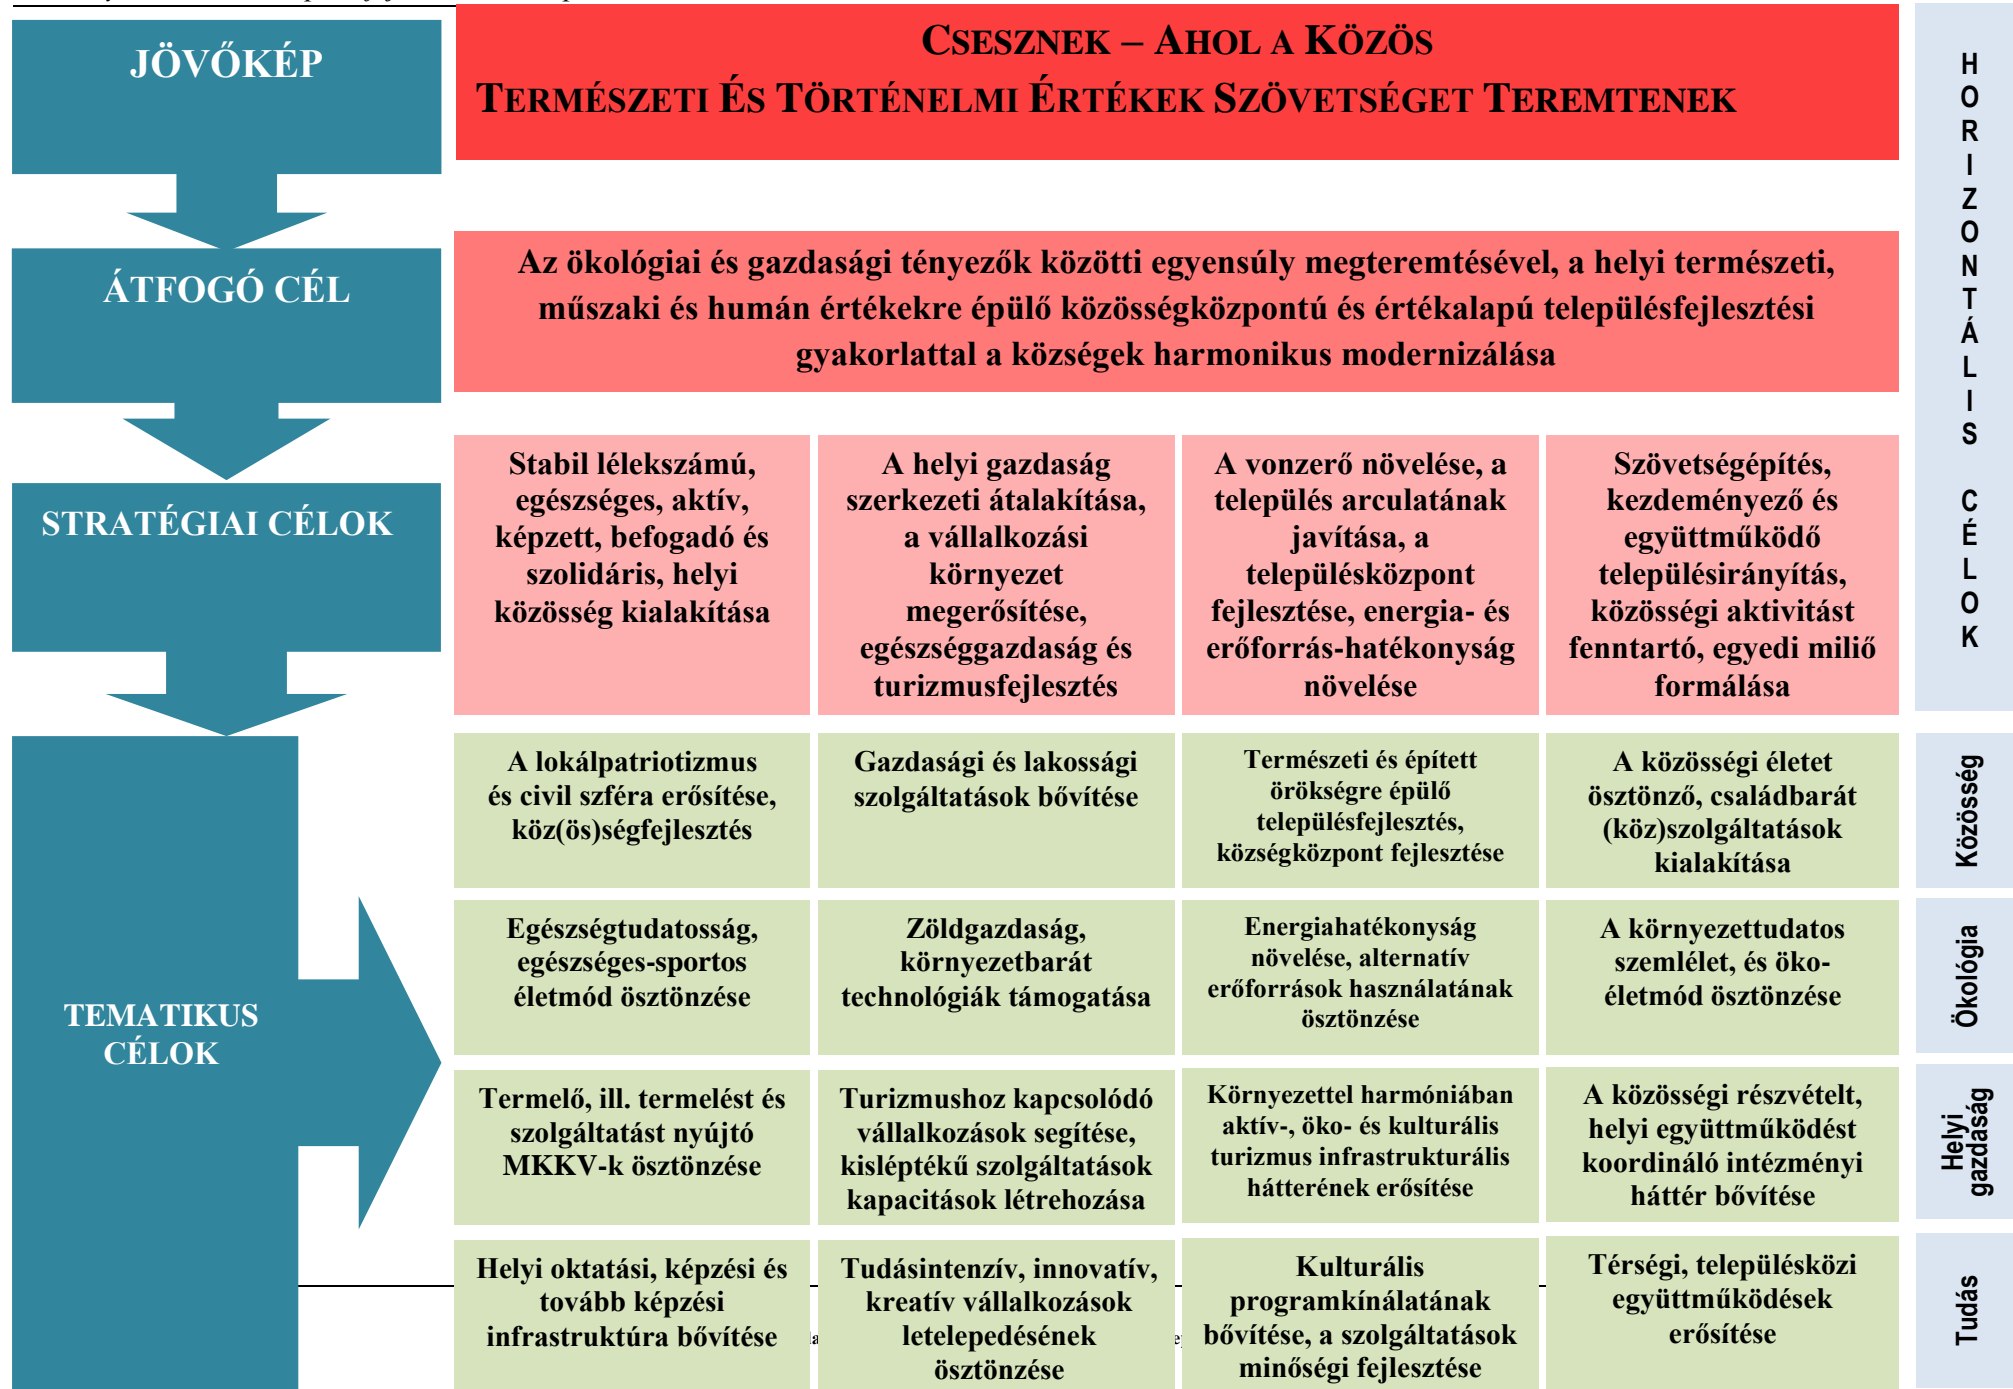 JÖVŐKÉP
CSESZNEK – AHOL A KÖZÖS
TERMÉSZETI ÉS TÖRTÉNELMI ÉRTÉKEK SZÖVETSÉGET TEREMTENEK
ÁTFOGÓ CÉL
Az ökológiai és gazdasági tényezők közötti egyensúly megteremtésével, a helyi természeti,
műszaki és humán értékekre épülő közösségközpontú és értékalapú településfejlesztési
gyakorlattal a községek harmonikus modernizálása
STRATÉGIAI CÉLOK
Stabil lélekszámú,
egészséges, aktív,
képzett, befogadó és
szolidáris, helyi
közösség kialakítása
A helyi gazdaság
szerkezeti átalakítása,
a vállalkozási
környezet
megerősítése,
egészséggazdaság és
turizmusfejlesztés
A vonzerő növelése, a
település arculatának
javítása, a
településközpont
fejlesztése, energia- és
erőforrás-hatékonyság
növelése
Szövetségépítés,
kezdeményező és
együttműködő
településirányítás,
közösségi aktivitást
fenntartó, egyedi milió
formálása
HORIZONTÁLIS CÉLOK
TEMATIKUS
CÉLOK
A lokálpatriotizmus
és civil szféra erősítése,
köz(ös)ségfejlesztés
Gazdasági és lakossági
szolgáltatások bővítése
Természeti és épített
örökségre épülő
településfejlesztés,
községközpont fejlesztése
A közösségi életet
ösztönző, családbarát
(köz)szolgáltatások
kialakítása
Közösség
Egészségtudatosság,
egészséges-sportos
életmód ösztönzése
Zöldgazdaság,
környezetbarát
technológiák támogatása
Energiahatékonyság
növelése, alternatív
erőforrások használatának
ösztönzése
A környezettudatos
szemlélet, és öko-
életmód ösztönzése
Ökológia
Termelő, ill. termelést és
szolgáltatást nyújtó
MKKV-k ösztönzése
Turizmushoz kapcsolódó
vállalkozások segítése,
kisléptékű szolgáltatások
kapacitások létrehozása
Környezettel harmóniában
aktív-, öko- és kulturális
turizmus infrastrukturális
hátterének erősítése
A közösségi részvételt,
helyi együttműködést
koordináló intézményi
háttér bővítése
Helyi
gazdaság
Helyi oktatási, képzési és
tovább képzési
infrastruktúra bővítése
Tudásintenzív, innovatív,
kreatív vállalkozások
letelepedésének
ösztönzése
Kulturális
programkínálatának
bővítése, a szolgáltatások
minőségi fejlesztése
Térségi, településközi
együttműködések
erősítése
Tudás